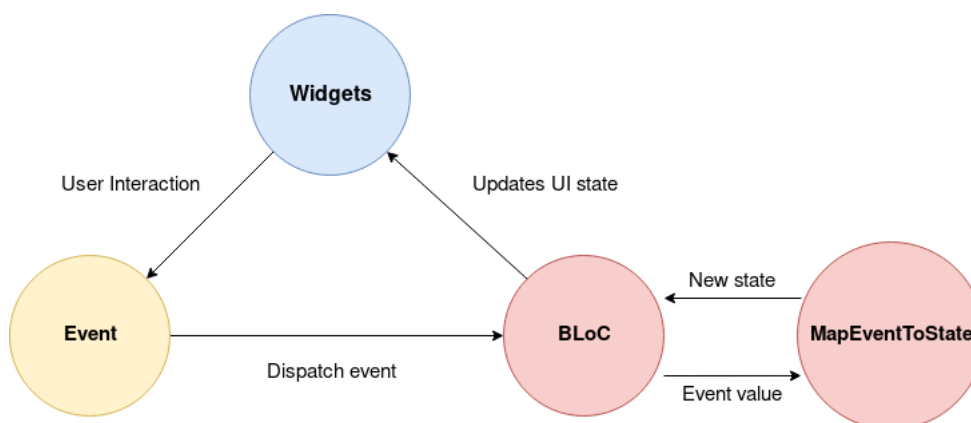 Widgets
User Interaction
Updates UI state
New state
Event
BLoC
MapEventToState
Dispatch event
Event value